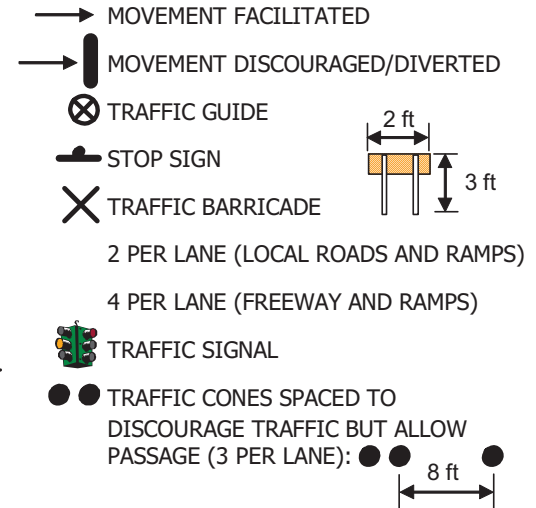 MOVEMENT FACILITATED
MOVEMENT DISCOURAGED/DIVERTED
TRAFFIC GUIDE
2 ft
STOP SIGN
3 ft
TRAFFIC BARRICADE
2 PER LANE (LOCAL ROADS AND RAMPS)
4 PER LANE (FREEWAY AND RAMPS)
TRAFFIC SIGNAL
TRAFFIC CONES SPACED TO
DISCOURAGE TRAFFIC BUT ALLOW
PASSAGE (3 PER LANE):
8 ft